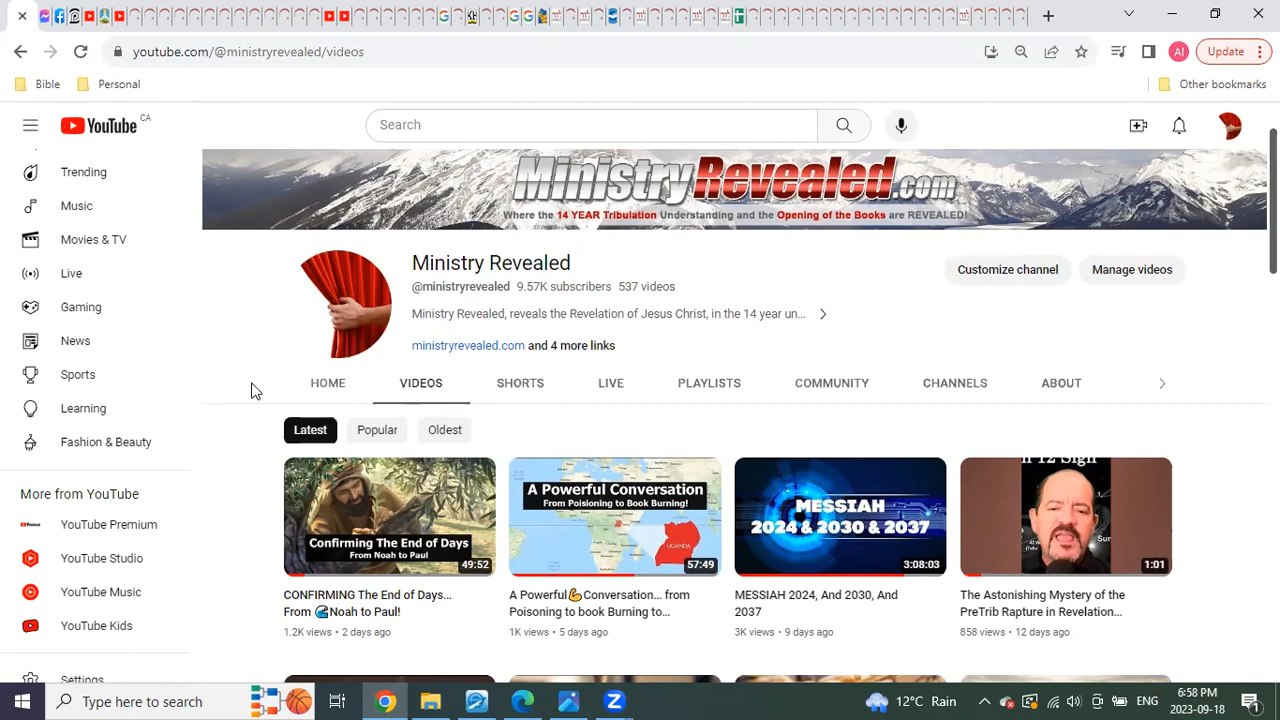 youtube.com/@ministryrevealed/videos
AI
Update
Bible
Personal
Other bookmarks
YouTube CA
Search
Trending
Music
Movies & TV
Live
Gaming
News
Sports
Learning
Fashion & Beauty
More from YouTube
YouTube Premium
YouTube Studio
YouTube Music
YouTube Kids
Settings
MinistryRevealed.com
Where the 14 YEAR Tribulation Understanding and the Opening of the Books are REVEALED!
Ministry Revealed
@ministryrevealed 9.57K subscribers 537 videos
Ministry Revealed, reveals the Revelation of Jesus Christ, in the 14 year un...
ministryrevealed.com and 4 more links
Customize channel
Manage videos
HOME VIDEOS SHORTS LIVE PLAYLISTS COMMUNITY CHANNELS ABOUT
Latest Popular Oldest
Confirming The End of Days
From Noah to Paul
49:52
CONFIRMING The End of Days...
From 🌊Noah to Paul!
1.2K views • 2 days ago
A Powerful Conversation
From Poisioning to Book Burning!
UGANDA
57:49
A Powerful💪Conversation... from
Poisoning to book Burning to...
1K views • 5 days ago
MESSIAH
2024 & 2030 & 2037
3:08:03
MESSIAH 2024, And 2030, And
2037
3K views • 9 days ago
12 Sign
Sur
1:01
The Astonishing Mystery of the
PreTrib Rapture in Revelation...
858 views • 12 days ago
Type here to search
12°C Rain
ENG
6:58 PM
2023-09-18
1